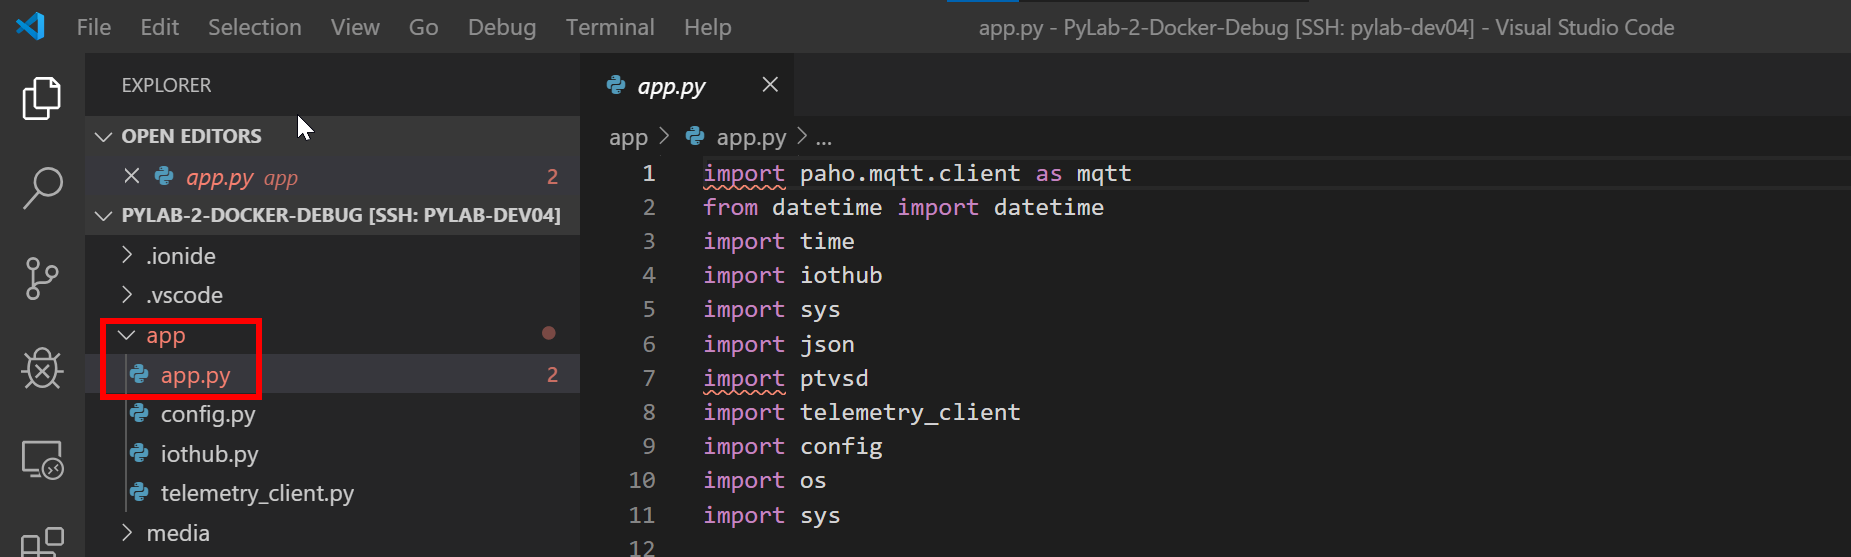 File Edit Selection View Go Debug Terminal Help app.py - PyLab-2-Docker-Debug [SSH: pylab-dev04] - Visual Studio Code
EXPLORER
OPEN EDITORS
app.py app 2
PYLAB-2-DOCKER-DEBUG [SSH: PYLAB-DEV04]
.ionide
.vscode
app
app.py 2
config.py
iothub.py
telemetry_client.py
media
app.py
app > app.py > ...
1 import paho.mqtt.client as mqtt
2 from datetime import datetime
3 import time
4 import iothub
5 import sys
6 import json
7 import ptvsd
8 import telemetry_client
9 import config
10 import os
11 import sys
12